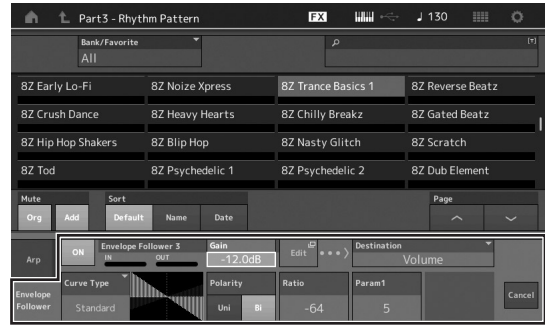 Part3 - Rhythm Pattern FX ♩ 130
Bank/Favorite
All [T]
8Z Early Lo-Fi 8Z Noize Xpress 8Z Trance Basics 1 8Z Reverse Beatz
8Z Crush Dance 8Z Heavy Hearts 8Z Chilly Breakz 8Z Gated Beatz
8Z Hip Hop Shakers 8Z Blip Hop 8Z Nasty Glitch 8Z Scratch
8Z Tod 8Z Psychedelic 1 8Z Psychedelic 2 8Z Dub Element
Mute Sort Page
Org Add Default Name Date
Arp ON Envelope Follower 3 IN OUT Gain -12.0dB Edit Destination Volume
Envelope Follower Curve Type Standard Polarity Uni Bi Ratio -64 Param1 5 Cancel